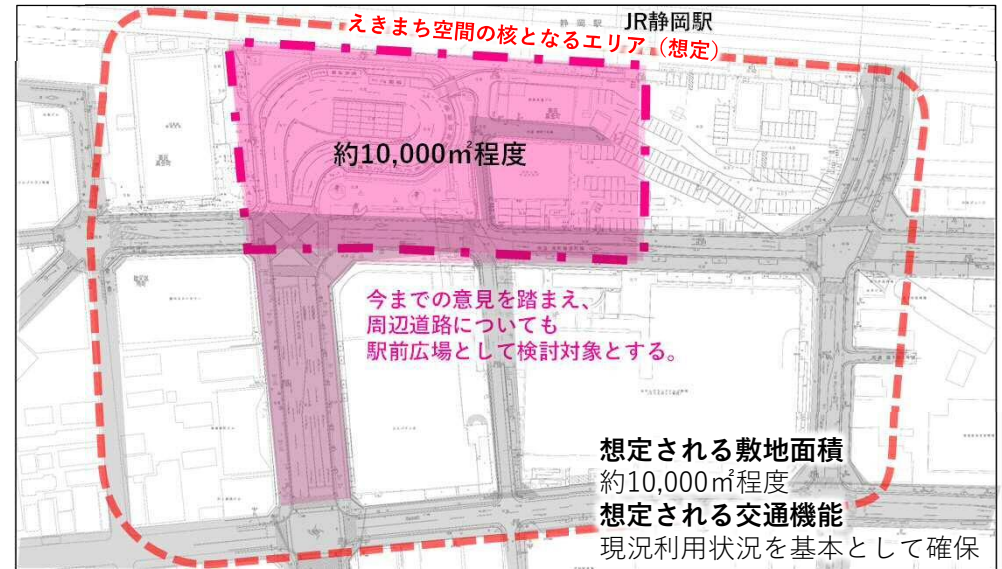 静岡駅
JR静岡駅
えきまち空間の核となるエリア（想定）
約10,000㎡程度
今までの意見を踏まえ、
周辺道路についても
駅前広場として検討対象とする。
想定される敷地面積
約10,000㎡程度
想定される交通機能
現況利用状況を基本として確保